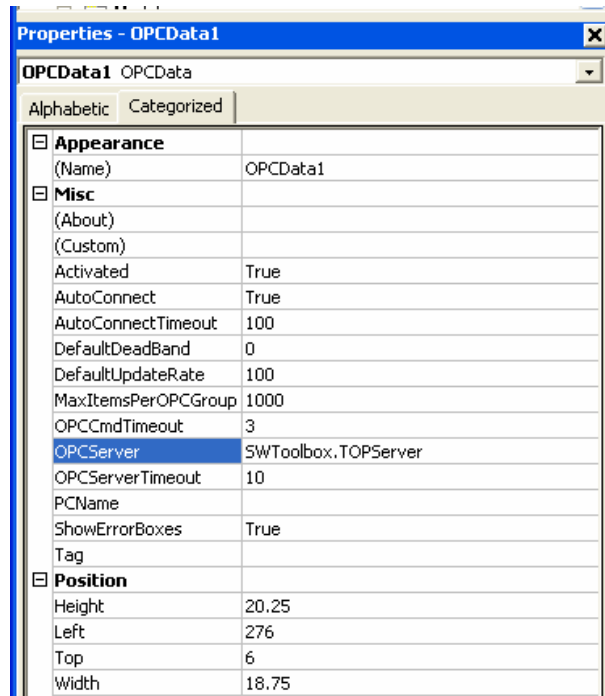 Properties - OPCData1
OPCData1 OPCData
Alphabetic Categorized
Appearance
(Name) OPCData1
Misc
(About)
(Custom)
Activated True
AutoConnect True
AutoConnectTimeout 100
DefaultDeadBand 0
DefaultUpdateRate 100
MaxItemsPerOPCGroup 1000
OPCCmdTimeout 3
OPCServer SWToolbox.TOPServer
OPCServerTimeout 10
PCName
ShowErrorBoxes True
Tag
Position
Height 20.25
Left 276
Top 6
Width 18.75